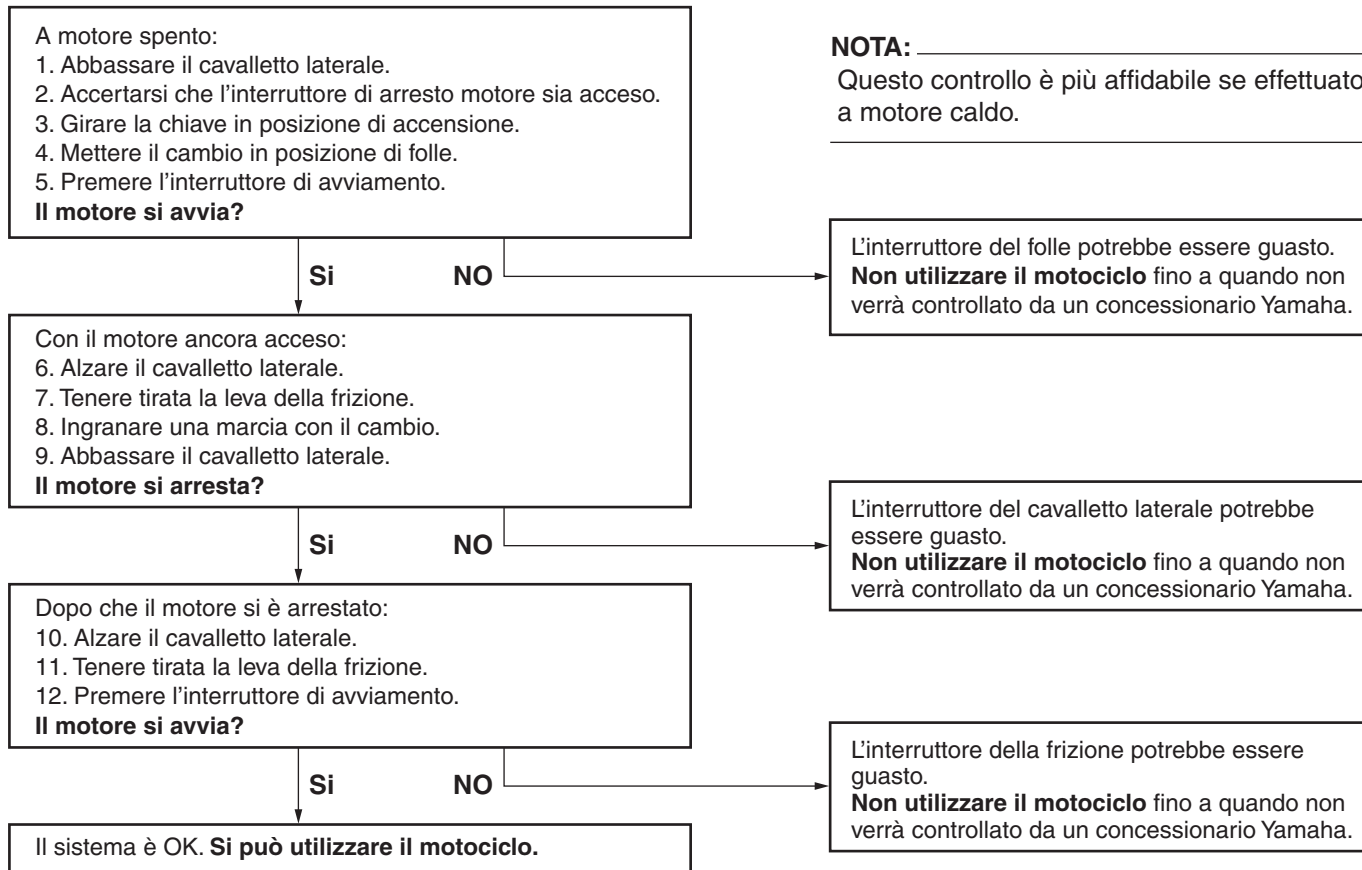 A motore spento:
1. Abbassare il cavalletto laterale.
2. Accertarsi che l’interruttore di arresto motore sia acceso.
3. Girare la chiave in posizione di accensione.
4. Mettere il cambio in posizione di folle.
5. Premere l’interruttore di avviamento.
Il motore si avvia?
NOTA:
Questo controllo è più affidabile se effettuato
a motore caldo.
Si NO
L’interruttore del folle potrebbe essere guasto.
Non utilizzare il motociclo fino a quando non
verrà controllato da un concessionario Yamaha.
Con il motore ancora acceso:
6. Alzare il cavalletto laterale.
7. Tenere tirata la leva della frizione.
8. Ingranare una marcia con il cambio.
9. Abbassare il cavalletto laterale.
Il motore si arresta?
Si NO
L’interruttore del cavalletto laterale potrebbe
essere guasto.
Non utilizzare il motociclo fino a quando non
verrà controllato da un concessionario Yamaha.
Dopo che il motore si è arrestato:
10. Alzare il cavalletto laterale.
11. Tenere tirata la leva della frizione.
12. Premere l’interruttore di avviamento.
Il motore si avvia?
Si NO
L’interruttore della frizione potrebbe essere
guasto.
Non utilizzare il motociclo fino a quando non
verrà controllato da un concessionario Yamaha.
Il sistema è OK. Si può utilizzare il motociclo.